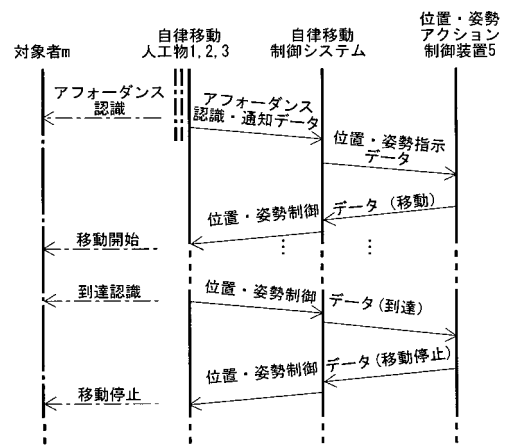 対象者m
自律移動
人工物1,2,3
自律移動
制御システム
位置・姿勢
アクション
制御装置5
アフォーダンス
認識
アフォーダンス
認識・通知データ
位置・姿勢指示
データ
位置・姿勢制御 データ (移動)
移動開始
到達認識
位置・姿勢制御 データ(到達)
位置・姿勢制御 データ(移動停止)
移動停止